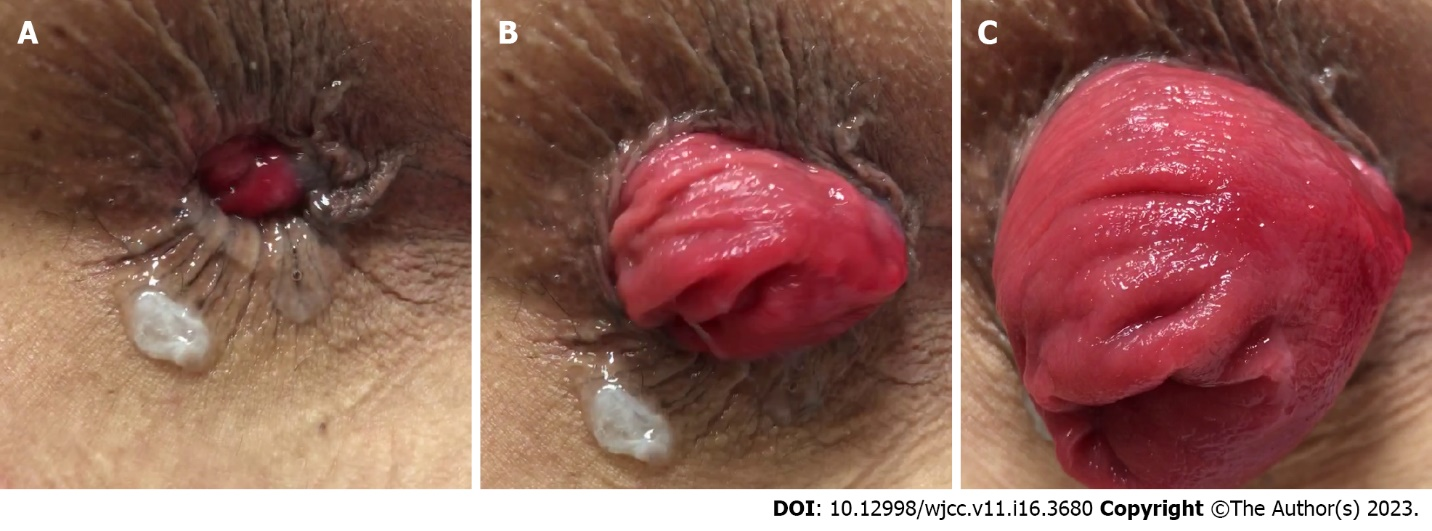 A
B
C
DOI: 10.12998/wjcc.v11.i16.3680 Copyright ©The Author(s) 2023.